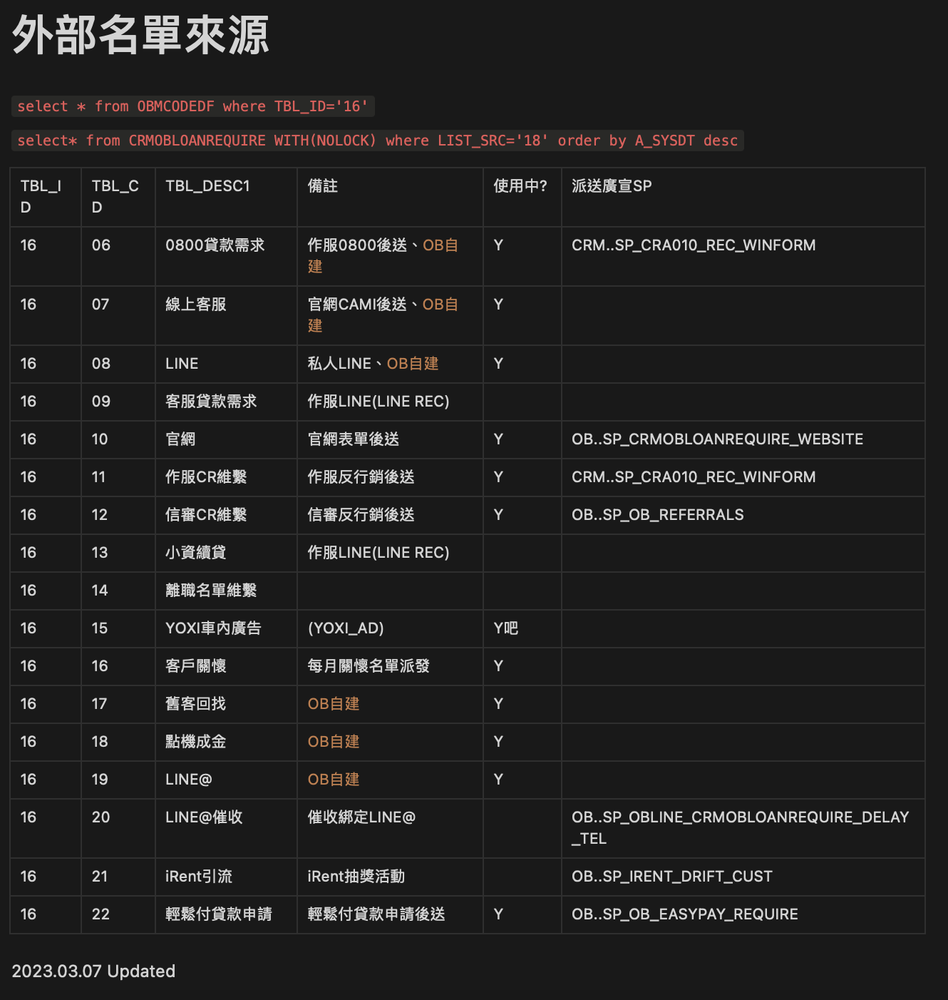 外部名單來源
select * from OBMCODEDF where TBL_ID='16'
select* from CRMOBLOANREQUIRE WITH(NOLOCK) where LIST_SRC='18' order by A_SYSDT desc
TBL_I TBL_C TBL_DESC1 備註 使用中? 派送廣宣SP
D D
16 06 0800貸款需求 作服0800後送、OB自 Y CRM..SP_CRA010_REC_WINFORM
建
16 07 線上客服 官網CAMI後送、OB自 Y
建
16 08 LINE 私人LINE、OB自建 Y
16 09 客服貸款需求 作服LINE(LINE REC)
16 10 官網 官網表單後送 Y OB..SP_CRMOBLOANREQUIRE_WEBSITE
16 11 作服CR維繫 作服反行銷後送 Y CRM..SP_CRA010_REC_WINFORM
16 12 信審CR維繫 信審反行銷後送 Y OB..SP_OB_REFERRALS
16 13 小資續貸 作服LINE(LINE REC)
16 14 離職名單維繫
16 15 YOXI車內廣告 (YOXI_AD) Y吧
16 16 客戶關懷 每月關懷名單派發 Y
16 17 舊客回找 OB自建 Y
16 18 點機成金 OB自建 Y
16 19 LINE@ OB自建 Y
16 20 LINE@催收 催收綁定LINE@ OB..SP_OBLINE_CRMOBLOANREQUIRE_DELAY
_TEL
16 21 iRent引流 iRent抽獎活動 OB..SP_IRENT_DRIFT_CUST
16 22 輕鬆付貸款申請 輕鬆付貸款申請後送 Y OB..SP_OB_EASYPAY_REQUIRE
2023.03.07 Updated